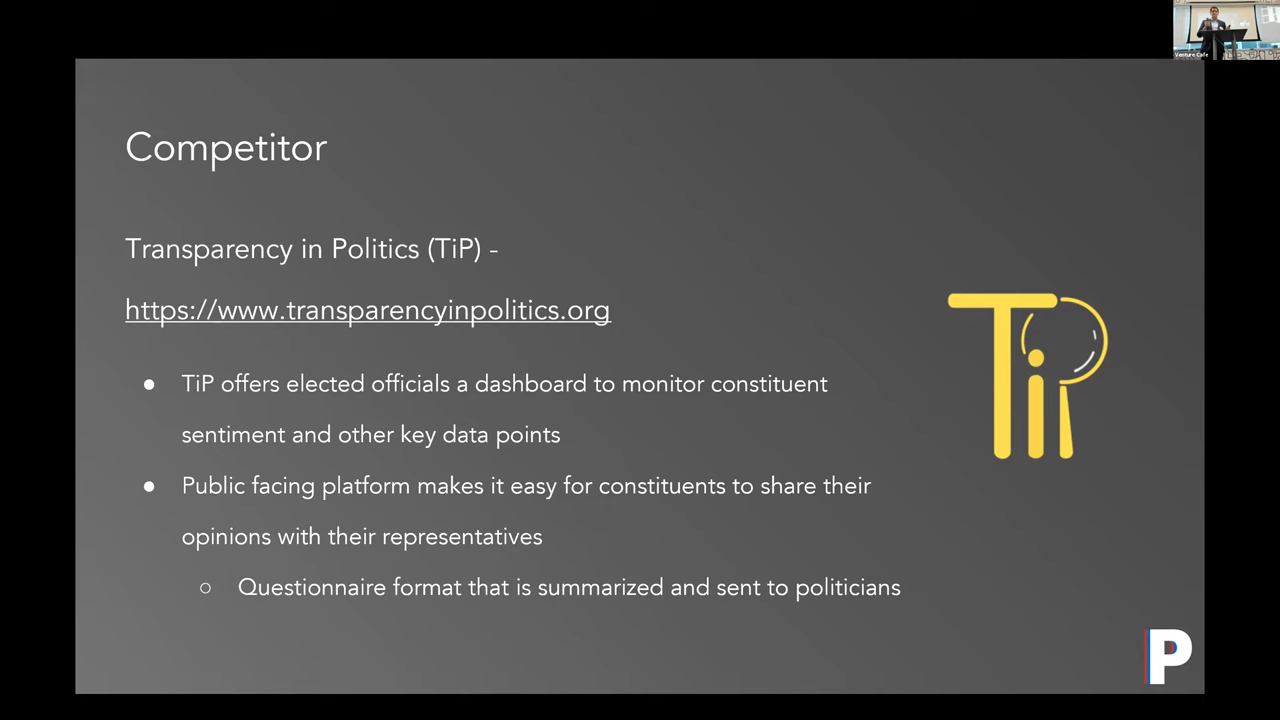 Venture Cafe
Competitor
Transparency in Politics (TiP) -
https://www.transparencyinpolitics.org
TiP
● TiP offers elected officials a dashboard to monitor constituent
sentiment and other key data points
● Public facing platform makes it easy for constituents to share their
opinions with their representatives
○ Questionnaire format that is summarized and sent to politicians
P